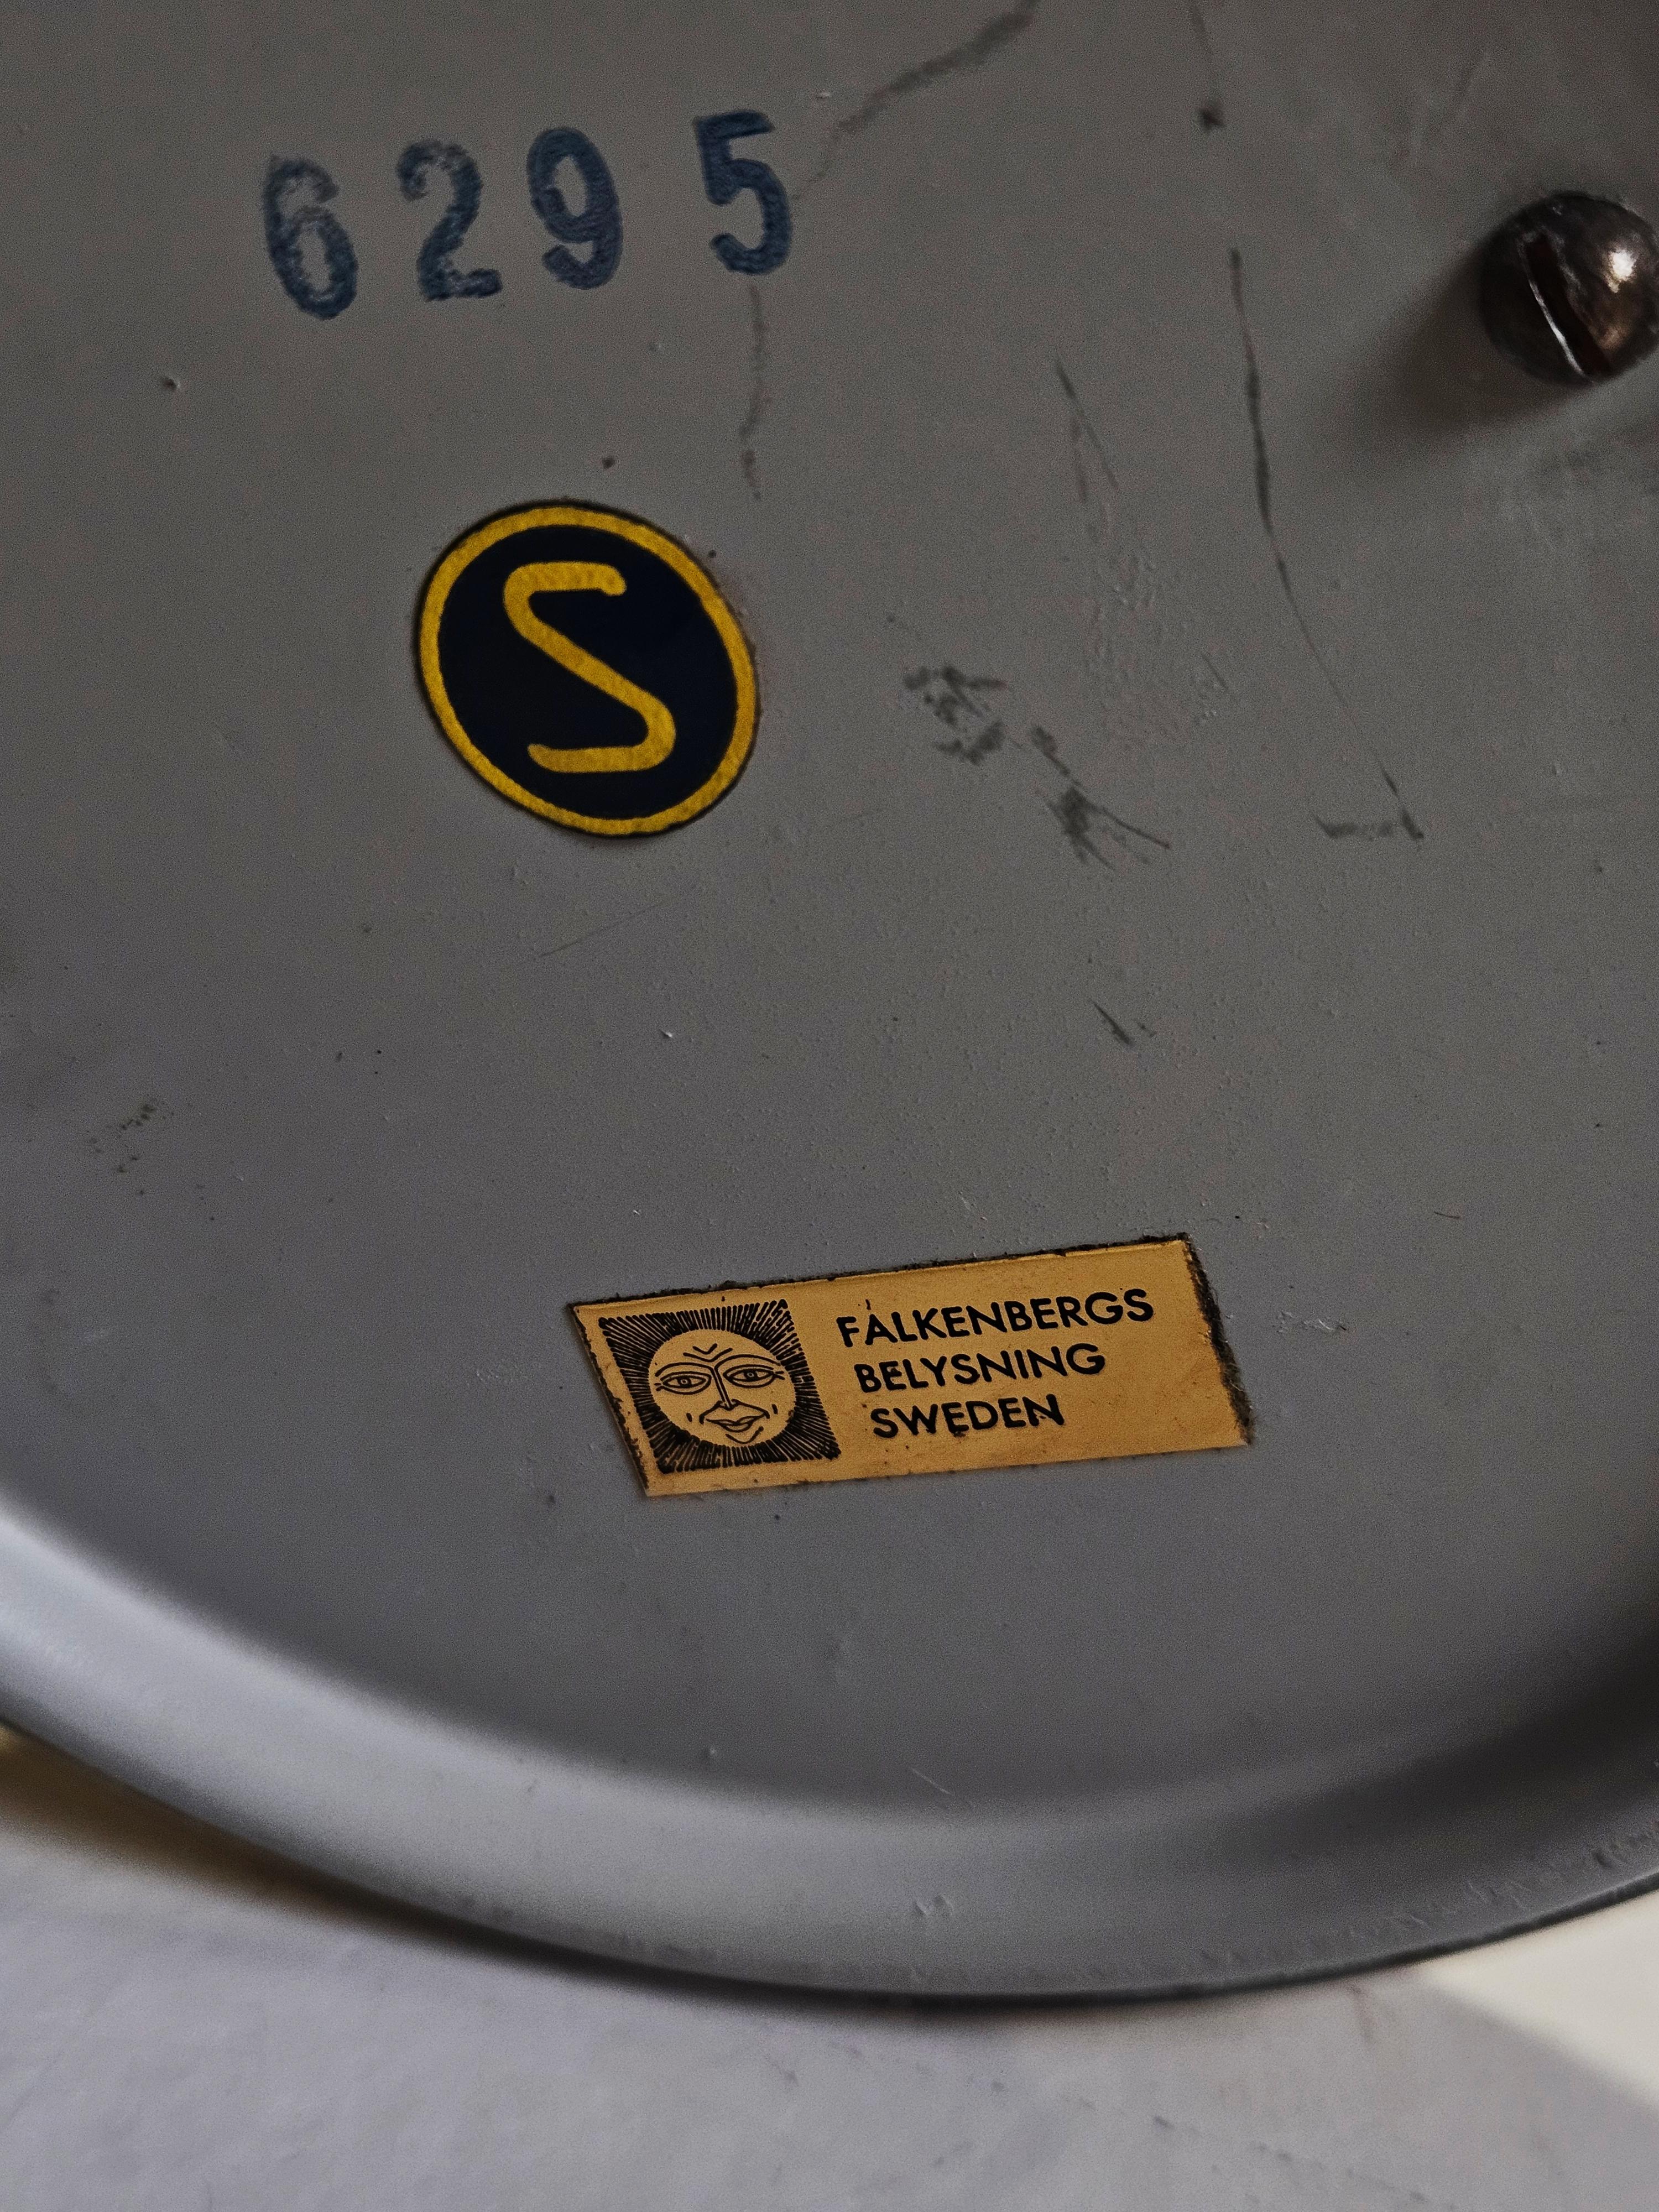 6295
S
FALKENBERGS
BELYSNING
SWEDEN